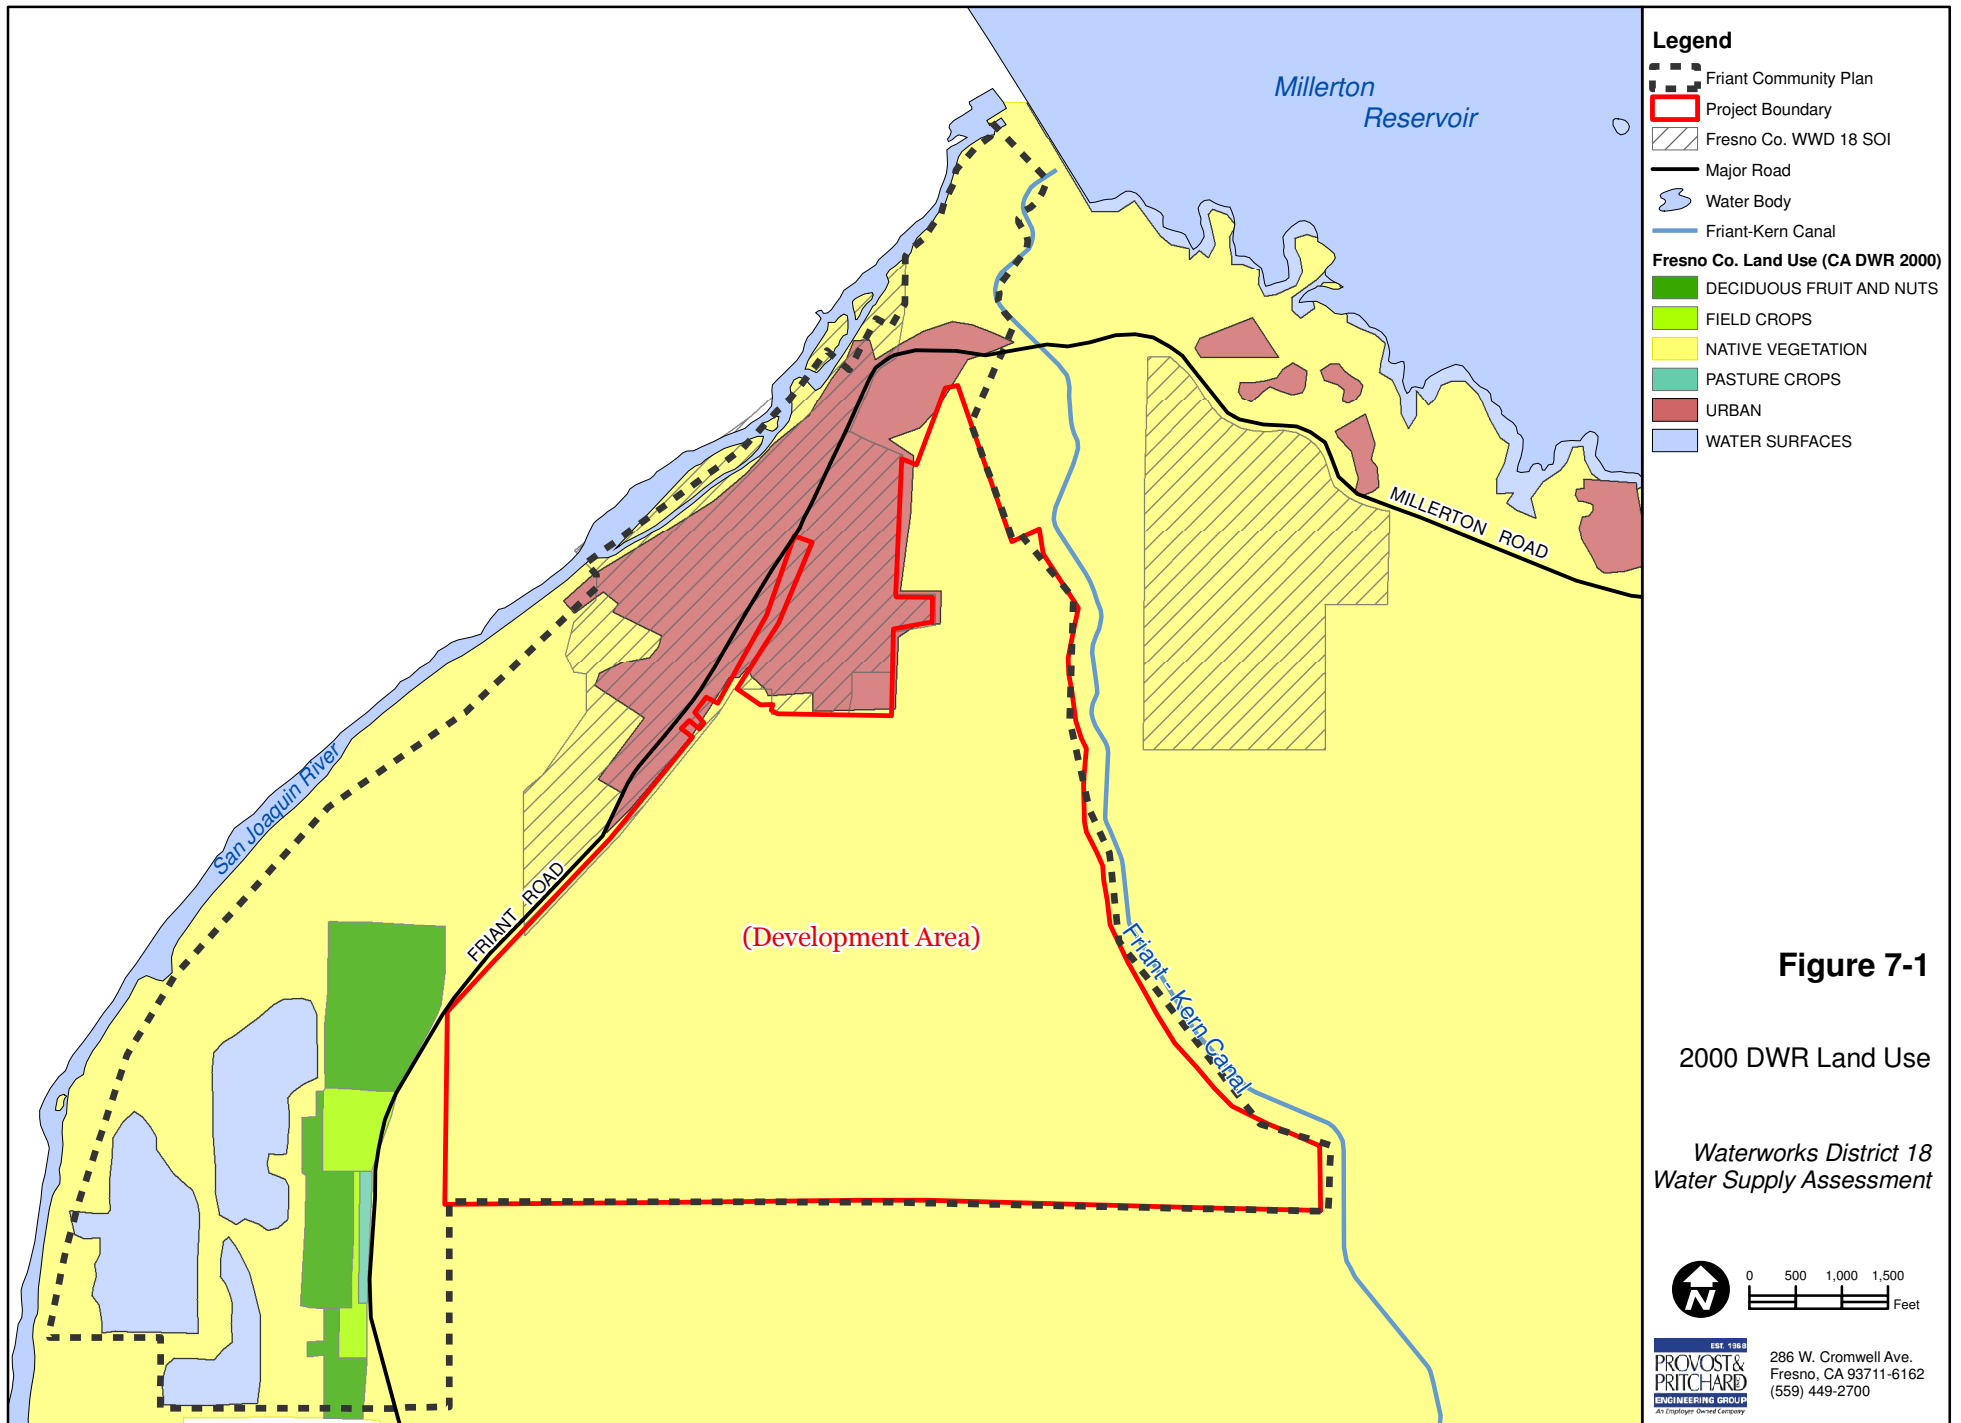 Millerton
Reservoir
MILLERTON ROAD
San Joaquin River
FRIANT ROAD
(Development Area)
Friant - Kern Canal
Legend
Friant Community Plan
Project Boundary
Fresno Co. WWD 18 SOI
Major Road
Water Body
Friant-Kern Canal
Fresno Co. Land Use (CA DWR 2000)
DECIDUOUS FRUIT AND NUTS
FIELD CROPS
NATIVE VEGETATION
PASTURE CROPS
URBAN
WATER SURFACES
Figure 7-1
2000 DWR Land Use
Waterworks District 18
Water Supply Assessment
N
0 500 1,000 1,500
Feet
EST. 1968
PROVOST &
PRITCHARD
ENGINEERING GROUP
An Employee Owned Company
286 W. Cromwell Ave.
Fresno, CA 93711-6162
(559) 449-2700